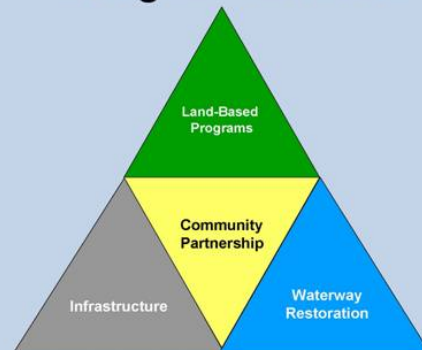 Land-Based
Programs
Community
Partnership
Infrastructure
Waterway
Restoration